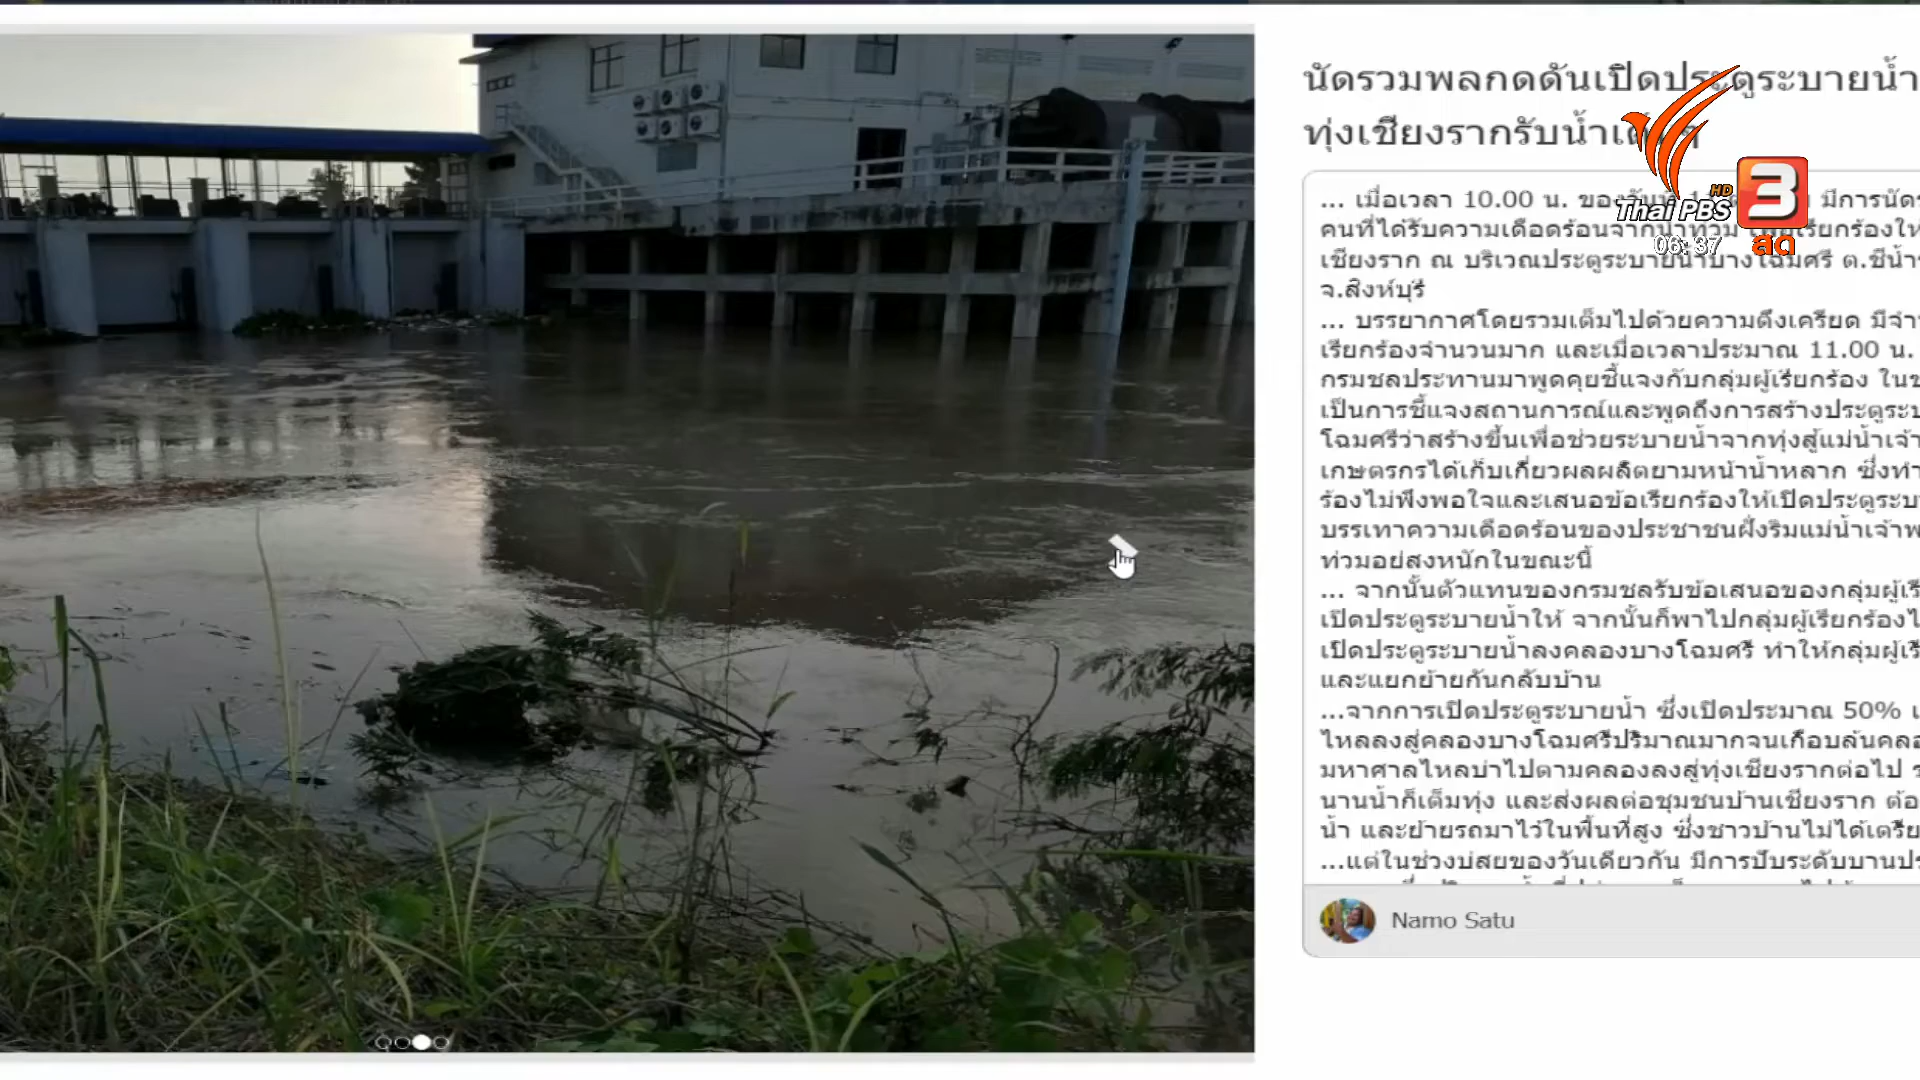 นัดรวมพลกดดันเปิดประตูระบายน้ำ
ทุ่งเชียงรากรับน้ำเต็มๆ
Thai PBS HD 3
06:37 สด
... เมื่อเวลา 10.00 น. ของวันที่ มีการนัด
คนที่ได้รับความเดือดร้อนจากน้ำท่วม เพื่อเรียกร้องให้
เชียงราก ณ บริเวณประตูระบายน้ำบางโฉมศรี ต.ชีน้ำ
จ.สิงห์บุรี
... บรรยากาศโดยรวมเต็มไปด้วยความตึงเครียด มีจำ
เรียกร้องจำนวนมาก และเมื่อเวลาประมาณ 11.00 น.
กรมชลประทานมาพูดคุยชี้แจงกับกลุ่มผู้เรียกร้อง ในข
เป็นการชี้แจงสถานการณ์และพูดถึงการสร้างประตูระบ
โฉมศรีว่าสร้างขึ้นเพื่อช่วยระบายน้ำจากทุ่งสู่แม่น้ำเจ้า
เกษตรกรได้เก็บเกี่ยวผลผลิตยามหน้าน้ำหลาก ซึ่งทำ
ร้องไม่พึงพอใจและเสนอข้อเรียกร้องให้เปิดประตูระบ
บรรเทาความเดือดร้อนของประชาชนฝั่งริมแม่น้ำเจ้าพ
ท่วมอย่สงหนักในขณะนี้
... จากนั้นตัวแทนของกรมชลรับข้อเสนอของกลุ่มผู้เรี
เปิดประตูระบายน้ำให้ จากนั้นก็พาไปกลุ่มผู้เรียกร้องไ
เปิดประตูระบายน้ำลงคลองบางโฉมศรี ทำให้กลุ่มผู้เรี
และแยกย้ายกันกลับบ้าน
...จากการเปิดประตูระบายน้ำ ซึ่งเปิดประมาณ 50% เ
ไหลลงสู่คลองบางโฉมศรีปริมาณมากจนเกือบล้นคลอ
มหาศาลไหลบ่าไปตามคลองลงสู่ทุ่งเชียงรากต่อไป ร
นานน้ำก็เต็มทุ่ง และส่งผลต่อชุมชนบ้านเชียงราก ต้อ
น้ำ และย้ายรถมาไว้ในพื้นที่สูง ซึ่งชาวบ้านไม่ได้เตรีย
...แต่ในช่วงบ่สยของวันเดียวกัน มีการปับระดับบานปร
Namo Satu